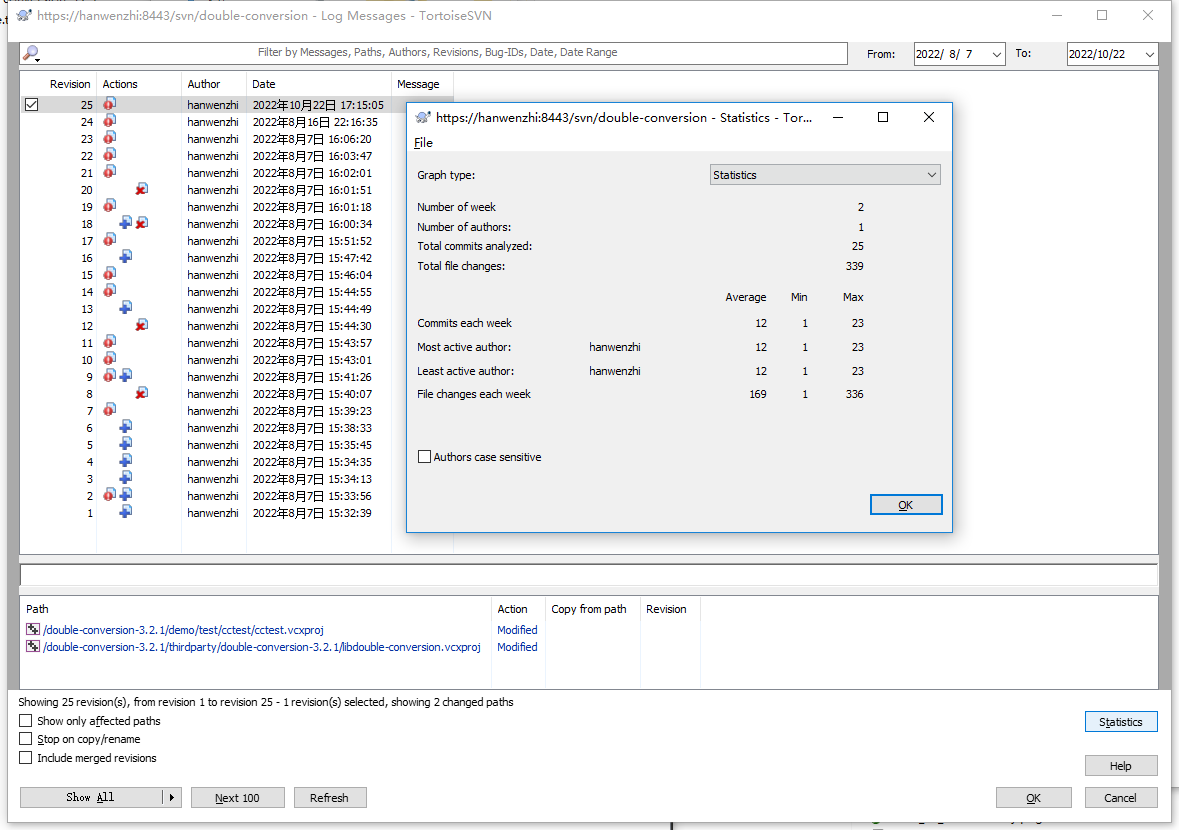 https://hanwenzhi:8443/svn/double-conversion - Log Messages - TortoiseSVN
Filter by Messages, Paths, Authors, Revisions, Bug-IDs, Date, Date Range
From: 2022/ 8/ 7 To: 2022/10/22
Revision Actions Author Date Message
25 hanwenzhi 2022年10月22日 17:15:05
24 hanwenzhi 2022年8月16日 22:16:35
23 hanwenzhi 2022年8月7日 16:06:20
22 hanwenzhi 2022年8月7日 16:03:47
21 hanwenzhi 2022年8月7日 16:02:01
20 hanwenzhi 2022年8月7日 16:01:51
19 hanwenzhi 2022年8月7日 16:01:18
18 hanwenzhi 2022年8月7日 16:00:34
17 hanwenzhi 2022年8月7日 15:51:52
16 hanwenzhi 2022年8月7日 15:47:42
15 hanwenzhi 2022年8月7日 15:46:04
14 hanwenzhi 2022年8月7日 15:44:55
13 hanwenzhi 2022年8月7日 15:44:49
12 hanwenzhi 2022年8月7日 15:44:30
11 hanwenzhi 2022年8月7日 15:43:57
10 hanwenzhi 2022年8月7日 15:43:01
9 hanwenzhi 2022年8月7日 15:41:26
8 hanwenzhi 2022年8月7日 15:40:07
7 hanwenzhi 2022年8月7日 15:39:23
6 hanwenzhi 2022年8月7日 15:38:33
5 hanwenzhi 2022年8月7日 15:35:45
4 hanwenzhi 2022年8月7日 15:34:35
3 hanwenzhi 2022年8月7日 15:34:13
2 hanwenzhi 2022年8月7日 15:33:56
1 hanwenzhi 2022年8月7日 15:32:39
https://hanwenzhi:8443/svn/double-conversion - Statistics - Tor...
File
Graph type: Statistics
Number of week 2
Number of authors: 1
Total commits analyzed: 25
Total file changes: 339
Average Min Max
Commits each week 12 1 23
Most active author: hanwenzhi 12 1 23
Least active author: hanwenzhi 12 1 23
File changes each week 169 1 336
Authors case sensitive
OK
Path Action Copy from path Revision
/double-conversion-3.2.1/demo/test/cctest/cctest.vcxproj Modified
/double-conversion-3.2.1/thirdparty/double-conversion-3.2.1/libdouble-conversion.vcxproj Modified
Showing 25 revision(s), from revision 1 to revision 25 - 1 revision(s) selected, showing 2 changed paths
Show only affected paths
Statistics
Stop on copy/rename
Include merged revisions
Help
Show All Next 100 Refresh OK Cancel